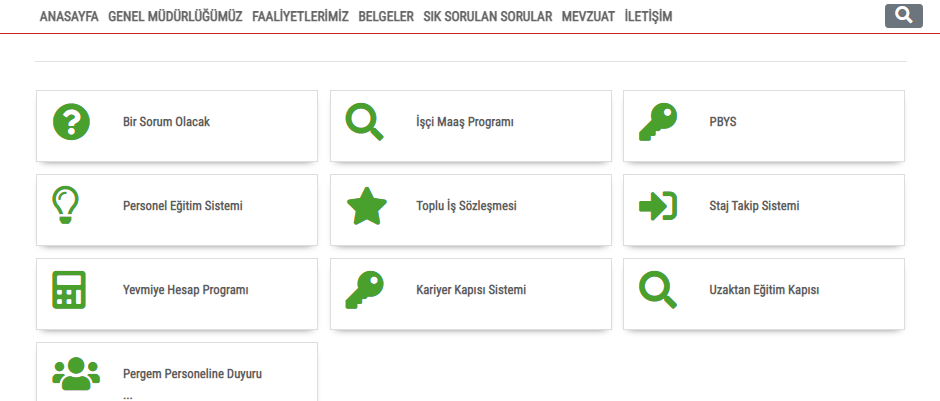 ANASAYFA GENEL MÜDÜRLÜĞÜMÜZ FAALİYETLERİMİZ BELGELER SIK SORULAN SORULAR MEVZUAT İLETİŞİM
Bir Sorum Olacak
İşçi Maaş Programı
PBYS
Personel Eğitim Sistemi
Toplu İş Sözleşmesi
Staj Takip Sistemi
Yevmiye Hesap Programı
Kariyer Kapısı Sistemi
Uzaktan Eğitim Kapısı
Pergem Personeline Duyuru
...